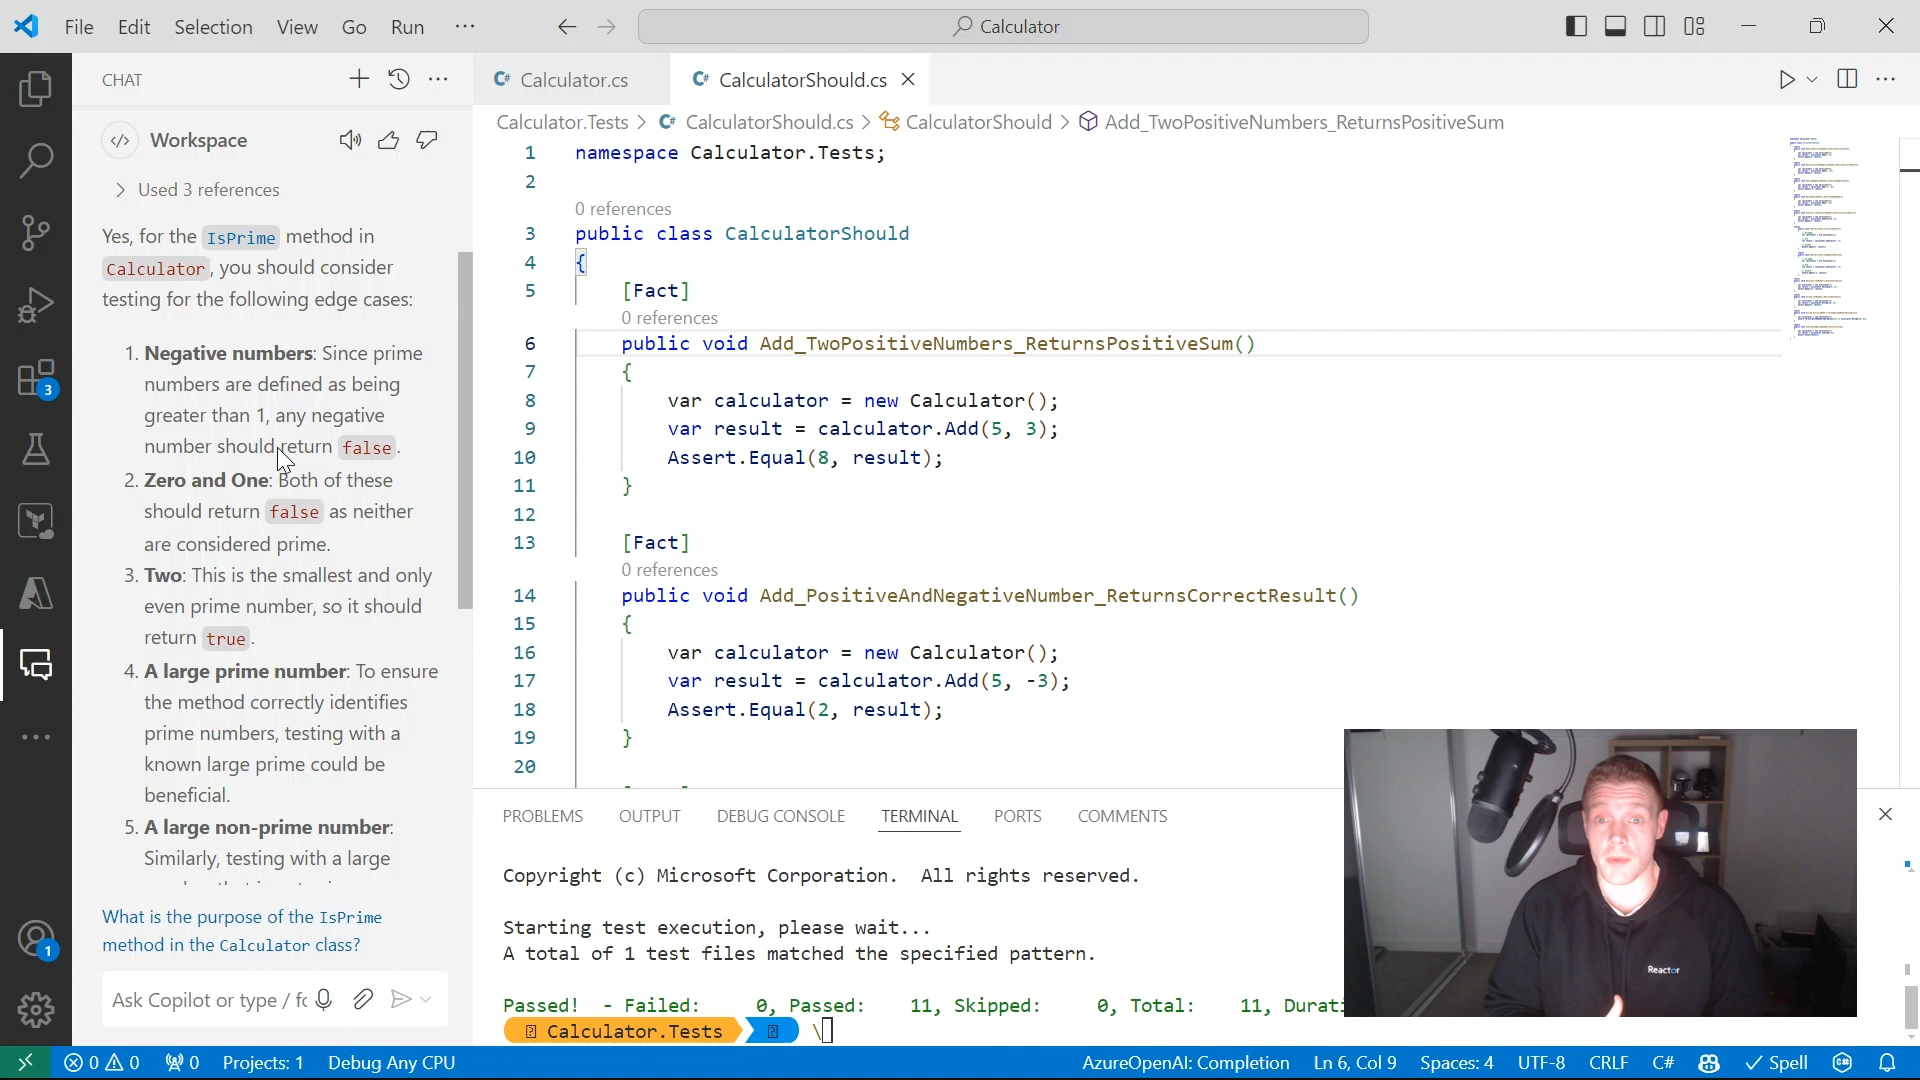 File Edit Selection View Go Run ···
Calculator
CHAT
Workspace
Used 3 references
Yes, for the IsPrime method in
Calculator, you should consider
testing for the following edge cases:
1. Negative numbers: Since prime
numbers are defined as being
greater than 1, any negative
number should return false.
2. Zero and One: Both of these
should return false as neither
are considered prime.
3. Two: This is the smallest and only
even prime number, so it should
return true.
4. A large prime number: To ensure
the method correctly identifies
prime numbers, testing with a
known large prime could be
beneficial.
5. A large non-prime number:
Similarly, testing with a large
What is the purpose of the IsPrime
method in the Calculator class?
Ask Copilot or type / fo
3
1
C# Calculator.cs
C# CalculatorShould.cs
Calculator.Tests > C# CalculatorShould.cs > CalculatorShould > Add_TwoPositiveNumbers_ReturnsPositiveSum
1 namespace Calculator.Tests;
2
0 references
3 public class CalculatorShould
4 {
5 [Fact]
0 references
6 public void Add_TwoPositiveNumbers_ReturnsPositiveSum()
7 {
8 var calculator = new Calculator();
9 var result = calculator.Add(5, 3);
10 Assert.Equal(8, result);
11 }
12
13 [Fact]
0 references
14 public void Add_PositiveAndNegativeNumber_ReturnsCorrectResult()
15 {
16 var calculator = new Calculator();
17 var result = calculator.Add(5, -3);
18 Assert.Equal(2, result);
19 }
20
PROBLEMS OUTPUT DEBUG CONSOLE TERMINAL PORTS COMMENTS
Copyright (c) Microsoft Corporation. All rights reserved.
Starting test execution, please wait...
A total of 1 test files matched the specified pattern.
Passed! - Failed: 0, Passed: 11, Skipped: 0, Total: 11, Durati
Calculator.Tests \
Reactor
0 0 0 Projects: 1 Debug Any CPU
AzureOpenAI: Completion Ln 6, Col 9 Spaces: 4 UTF-8 CRLF C# Spell